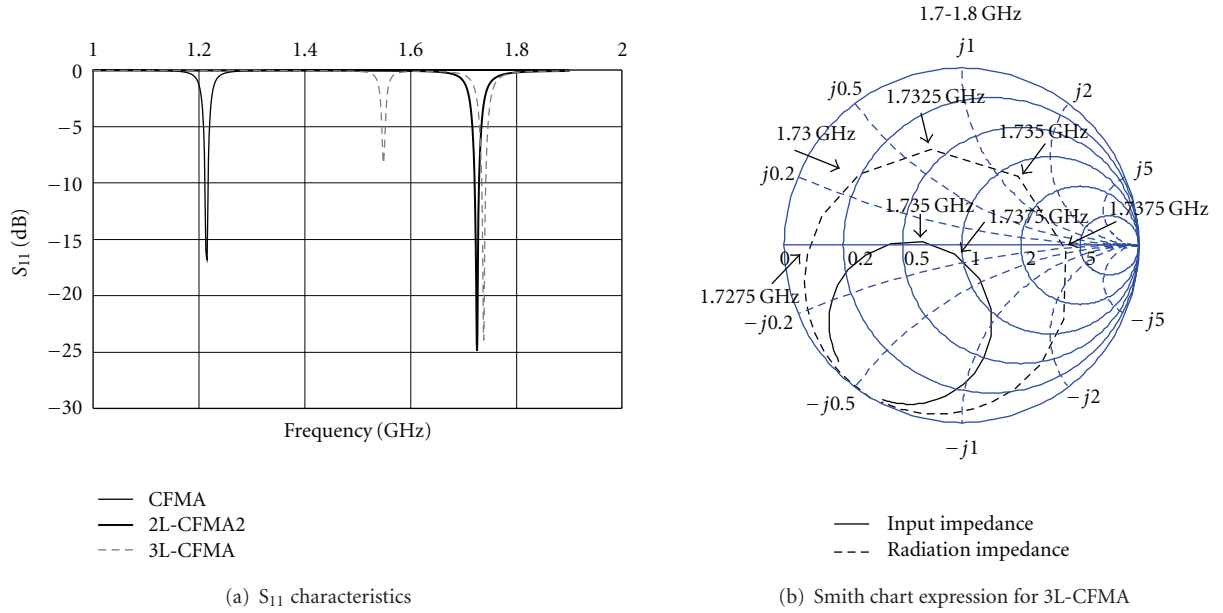 1 1.2 1.4 1.6 1.8 2
0
−5
−10
−15
−20
−25
−30
S11 (dB)
Frequency (GHz)
CFMA
2L-CFMA2
3L-CFMA
(a) S11 characteristics
1.7-1.8 GHz
j1
j0.5
1.7325 GHz
j2
1.73 GHz
1.735 GHz
j0.2
j5
1.735 GHz
1.7375 GHz
1.7375 GHz
0 0.2 0.5 1 2 5
1.7275 GHz
−j0.2
−j5
−j0.5
−j2
−j1
Input impedance
Radiation impedance
(b) Smith chart expression for 3L-CFMA